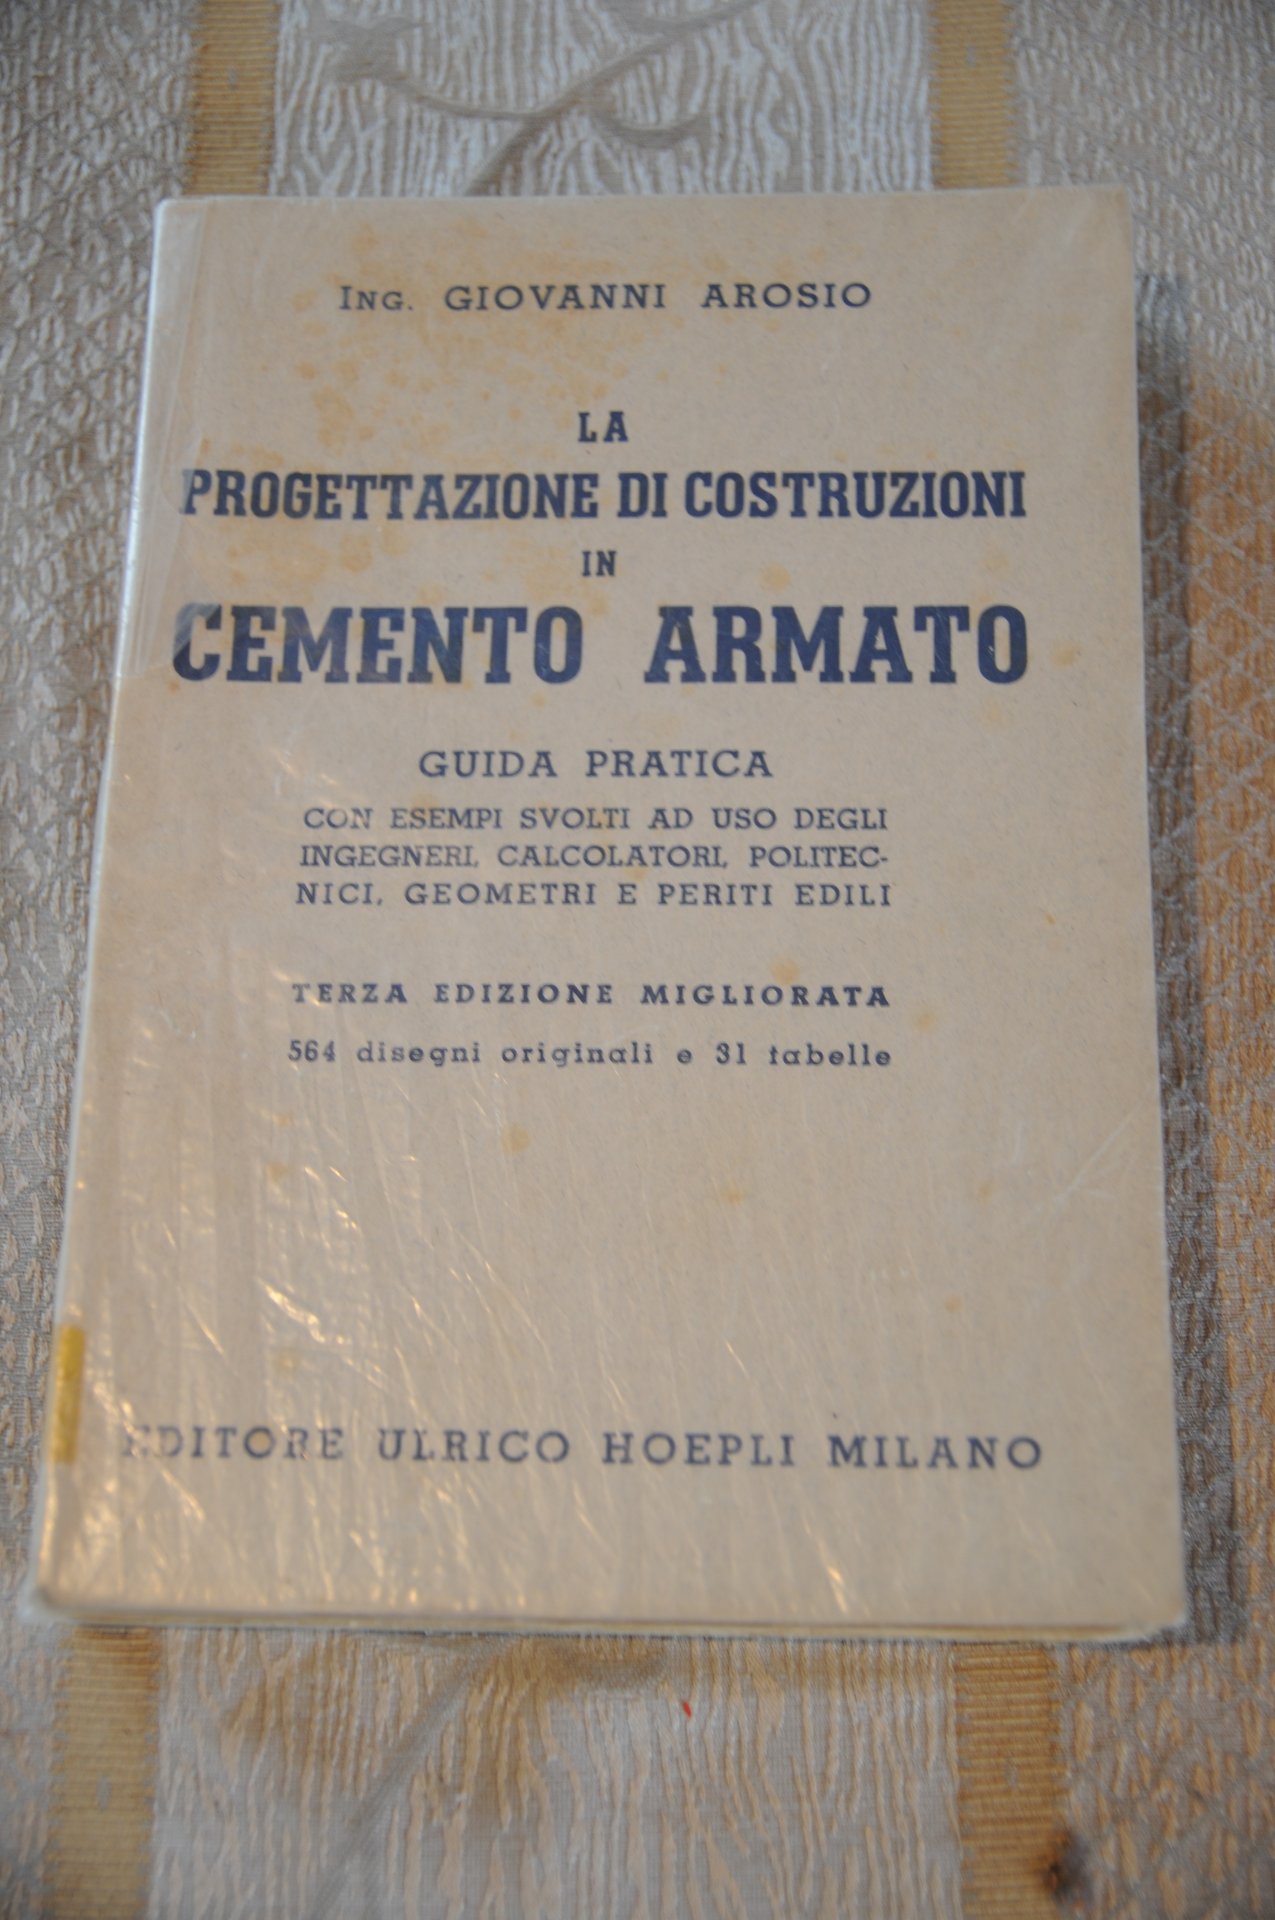 ING. GIOVANNI AROSIO
LA
PROGETTAZIONE DI COSTRUZIONI
IN
CEMENTO ARMATO
GUIDA PRATICA
CON ESEMPI SVOLTI AD USO DEGLI
INGEGNERI, CALCOLATORI, POLITEC-
NICI, GEOMETRI E PERITI EDILI
TERZA EDIZIONE MIGLIORATA
564 disegni originali e 31 tabelle
EDITORE ULRICO HOEPLI MILANO